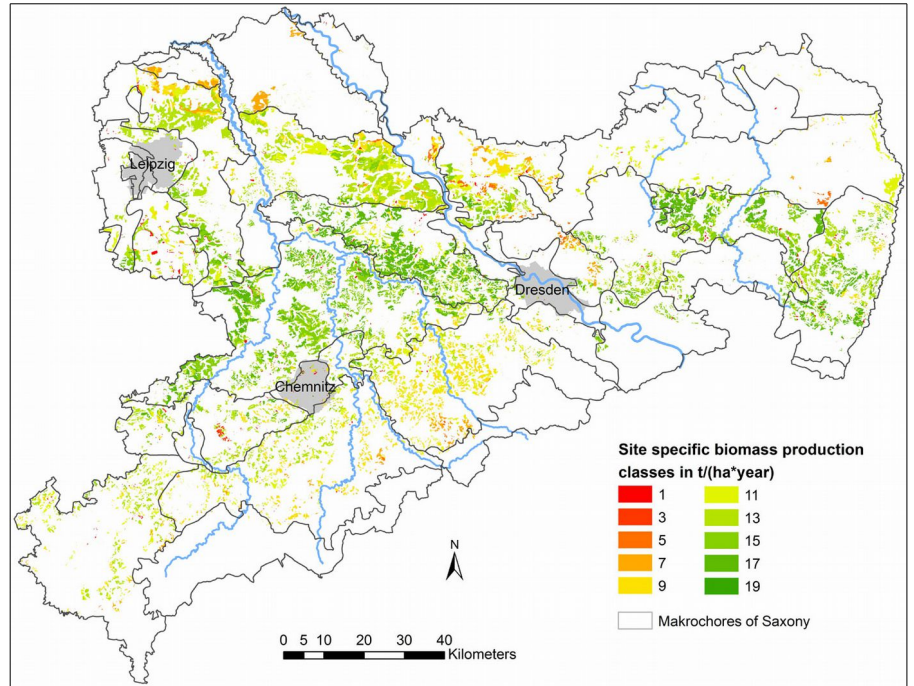 Leipzig
Dresden
Chemnitz
Site specific biomass production
classes in t/(ha*year)
1 11
3 13
5 15
7 17
9 19
Makrochores of Saxony
N
0 5 10 20 30 40
Kilometers